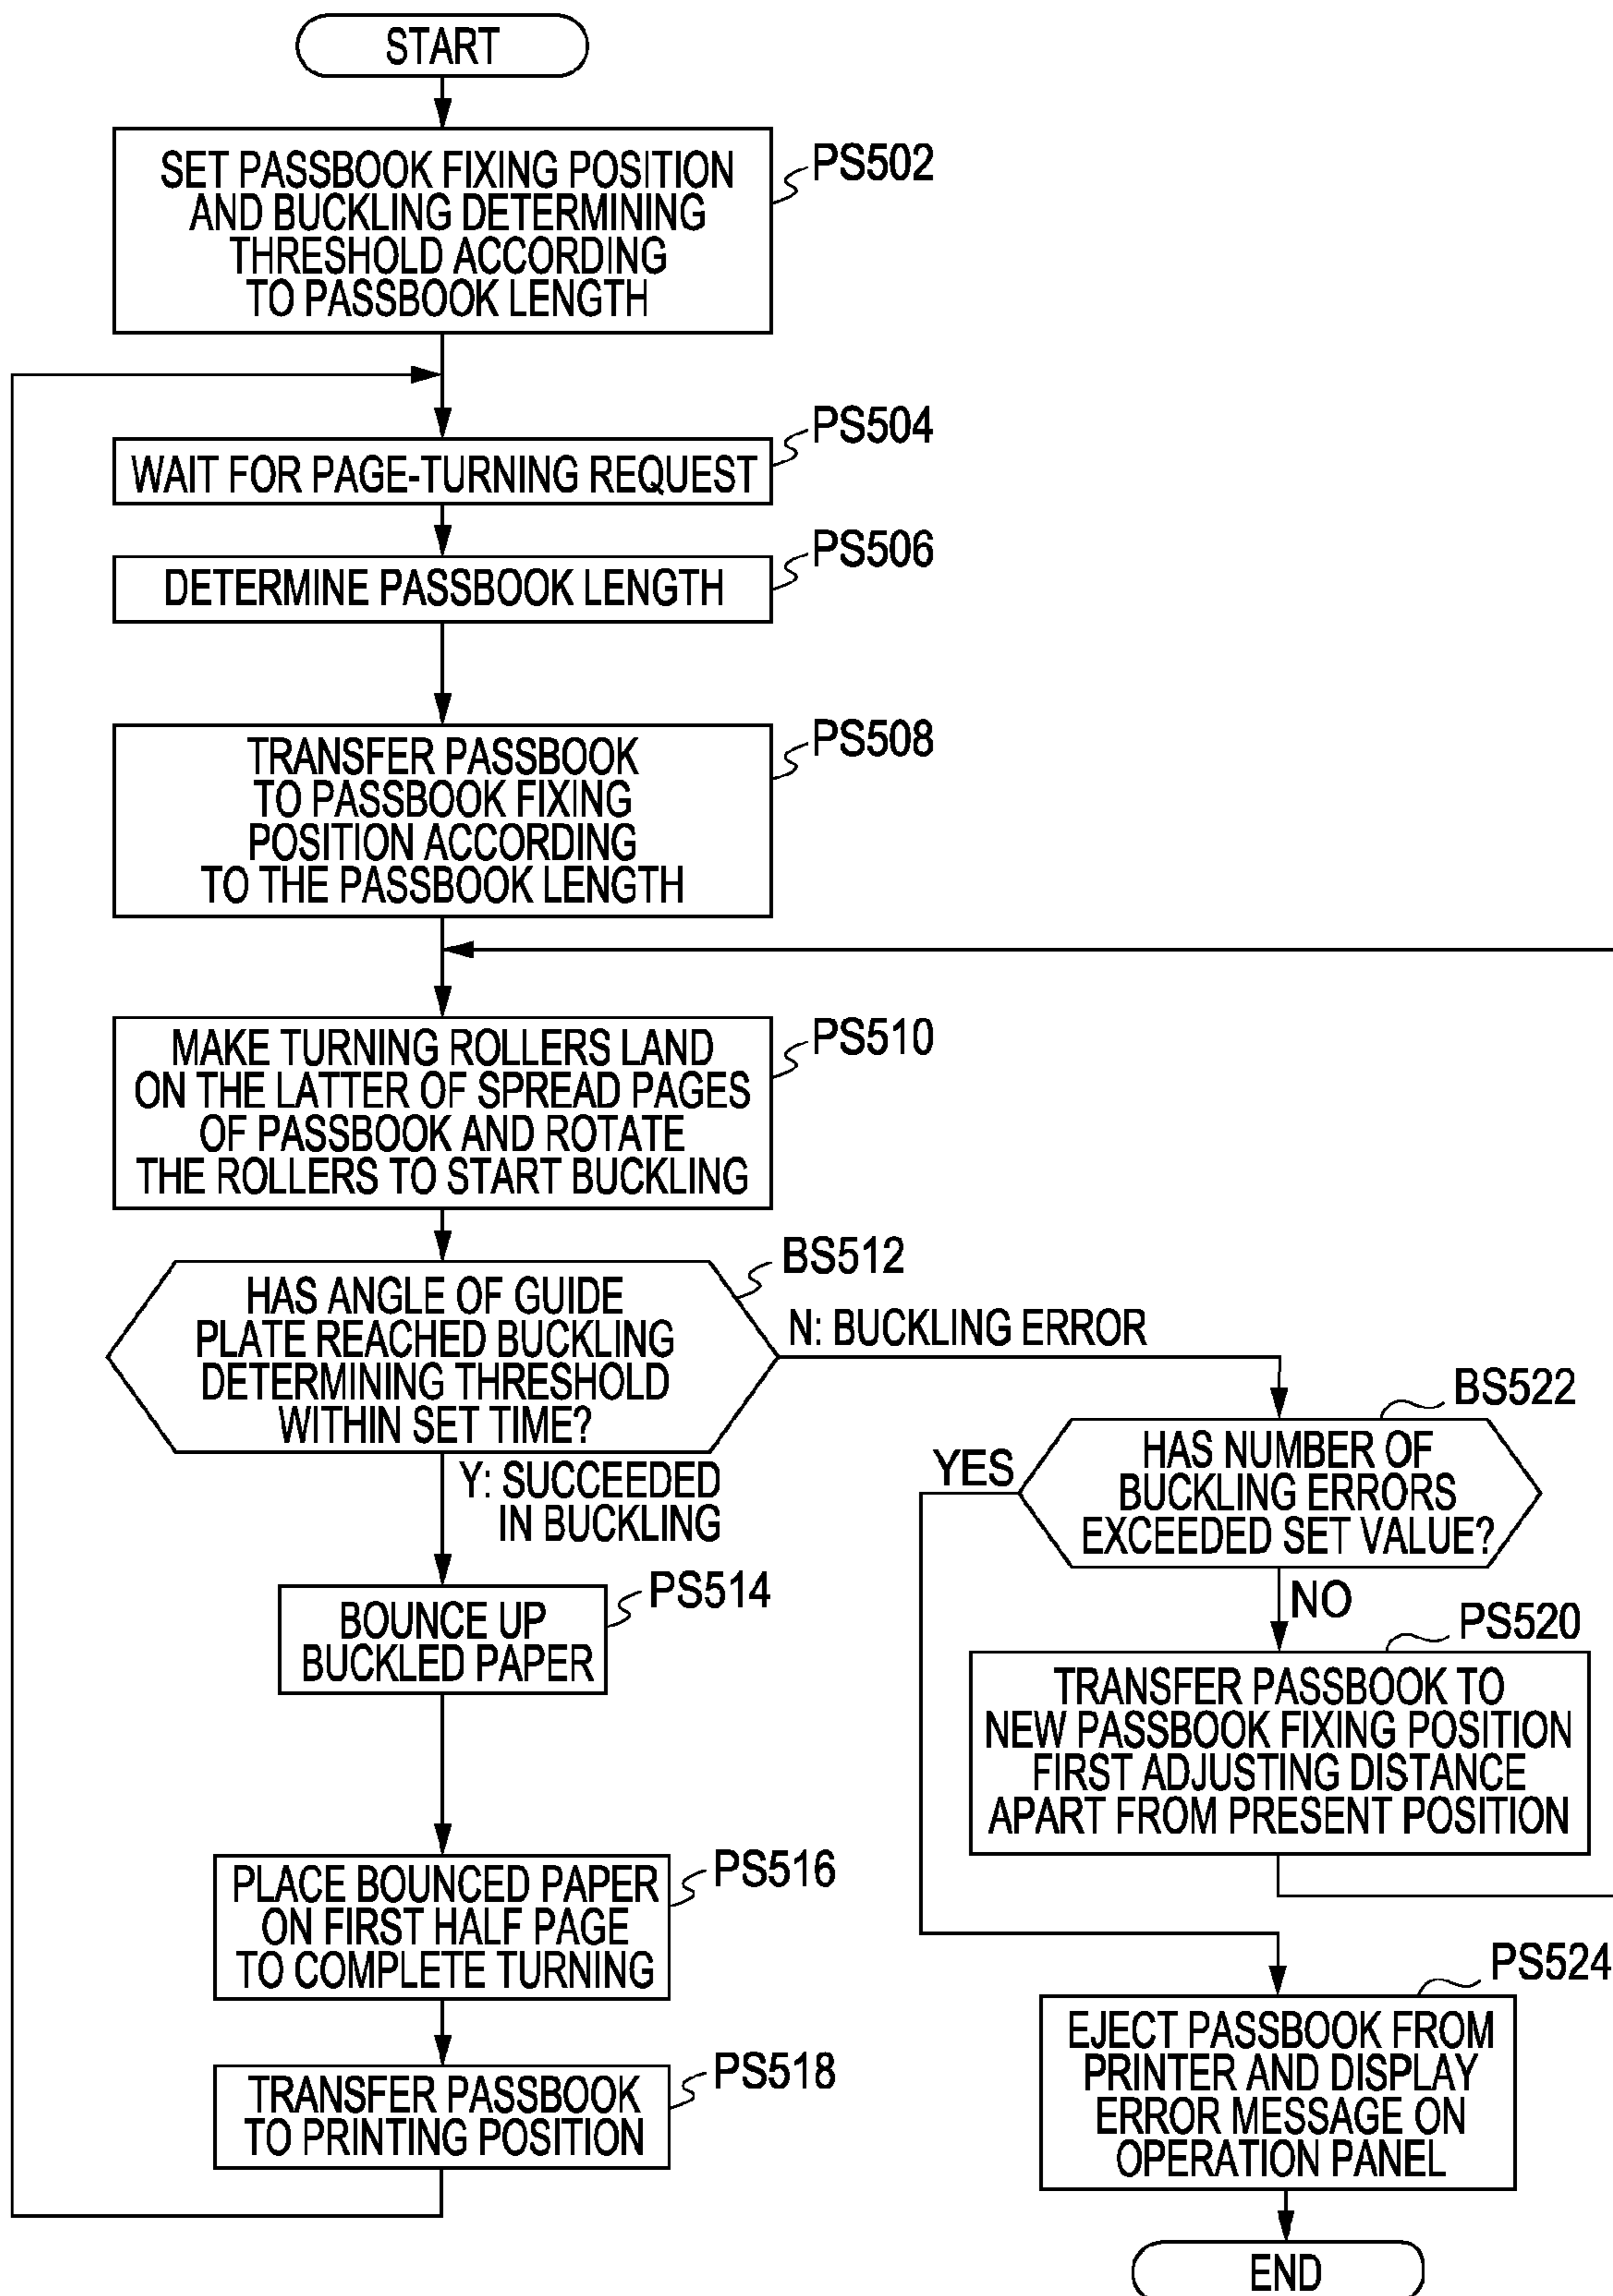 START
SET PASSBOOK FIXING POSITION
AND BUCKLING DETERMINING
THRESHOLD ACCORDING
TO PASSBOOK LENGTH
PS502
WAIT FOR PAGE-TURNING REQUEST
PS504
DETERMINE PASSBOOK LENGTH
PS506
TRANSFER PASSBOOK
TO PASSBOOK FIXING
POSITION ACCORDING
TO THE PASSBOOK LENGTH
PS508
MAKE TURNING ROLLERS LAND
ON THE LATTER OF SPREAD PAGES
OF PASSBOOK AND ROTATE
THE ROLLERS TO START BUCKLING
PS510
HAS ANGLE OF GUIDE
PLATE REACHED BUCKLING
DETERMINING THRESHOLD
WITHIN SET TIME?
BS512
N: BUCKLING ERROR
Y: SUCCEEDED
IN BUCKLING
BOUNCE UP
BUCKLED PAPER
PS514
PLACE BOUNCED PAPER
ON FIRST HALF PAGE
TO COMPLETE TURNING
PS516
TRANSFER PASSBOOK
TO PRINTING POSITION
PS518
BS522
HAS NUMBER OF
BUCKLING ERRORS
EXCEEDED SET VALUE?
YES
NO
PS520
TRANSFER PASSBOOK TO
NEW PASSBOOK FIXING POSITION
FIRST ADJUSTING DISTANCE
APART FROM PRESENT POSITION
PS524
EJECT PASSBOOK FROM
PRINTER AND DISPLAY
ERROR MESSAGE ON
OPERATION PANEL
END